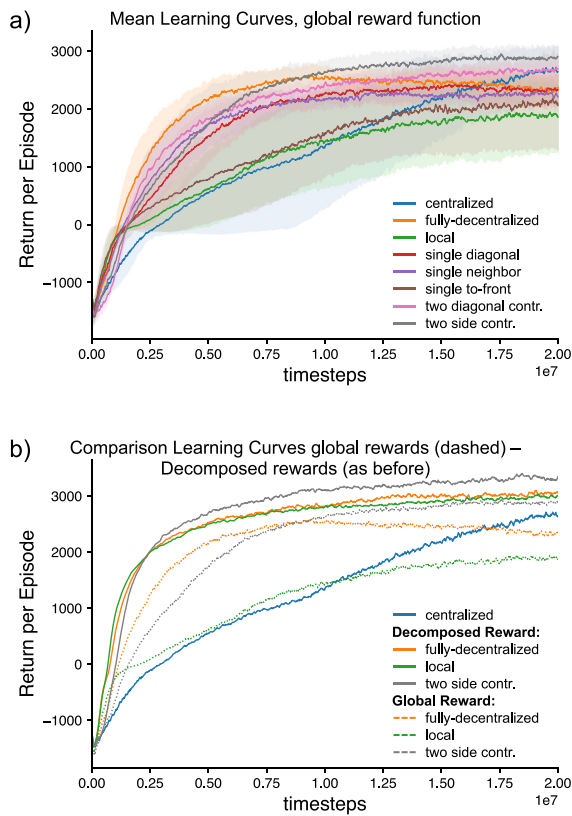 a)
Mean Learning Curves, global reward function
3000
2000
1000
0
−1000
Return per Episode
centralized
fully-decentralized
local
single diagonal
single neighbor
single to-front
two diagonal contr.
two side contr.
0.00 0.25 0.50 0.75 1.00 1.25 1.50 1.75 2.00
1e7
timesteps
b)
Comparison Learning Curves global rewards (dashed) –
Decomposed rewards (as before)
3000
2000
1000
0
−1000
Return per Episode
centralized
Decomposed Reward:
fully-decentralized
local
two side contr.
Global Reward:
fully-decentralized
local
two side contr.
0.00 0.25 0.50 0.75 1.00 1.25 1.50 1.75 2.00
1e7
timesteps